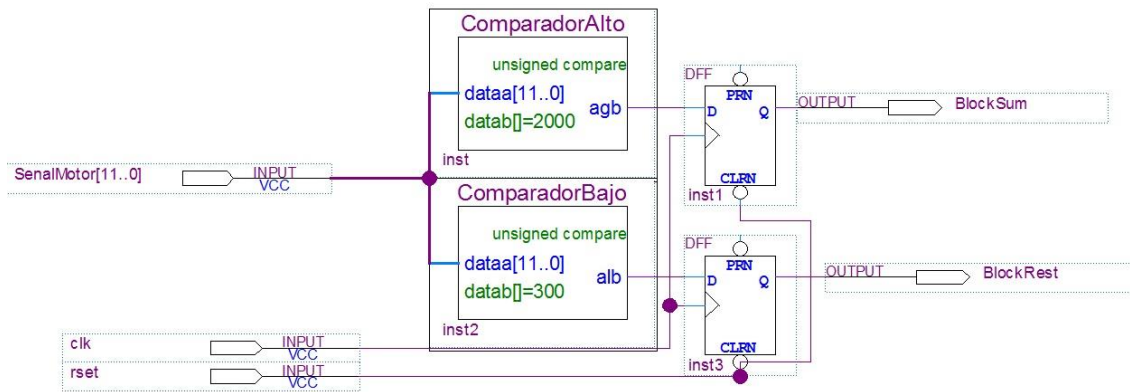 ComparadorAlto
unsigned compare
dataa[11..0]
agb
datab[]=2000
inst
DFF
PRN
D
Q
CLRN
inst1
OUTPUT
BlockSum
SenalMotor[11..0]
INPUT
VCC
ComparadorBajo
unsigned compare
dataa[11..0]
alb
datab[]=300
inst2
DFF
PRN
D
Q
CLRN
inst3
OUTPUT
BlockRest
clk
INPUT
VCC
rset
INPUT
VCC